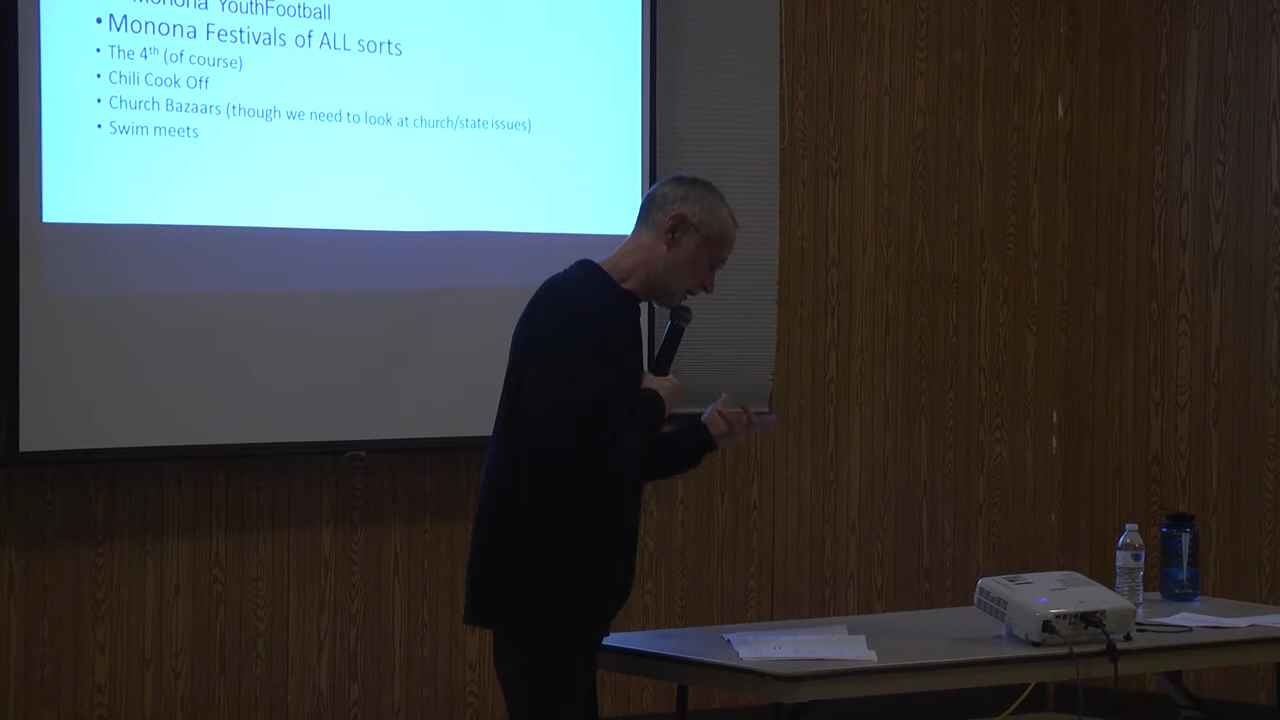 Monona YouthFootball
• Monona Festivals of ALL sorts
• The 4th (of course)
• Chili Cook Off
• Church Bazaars (though we need to look at church/state issues)
• Swim meets